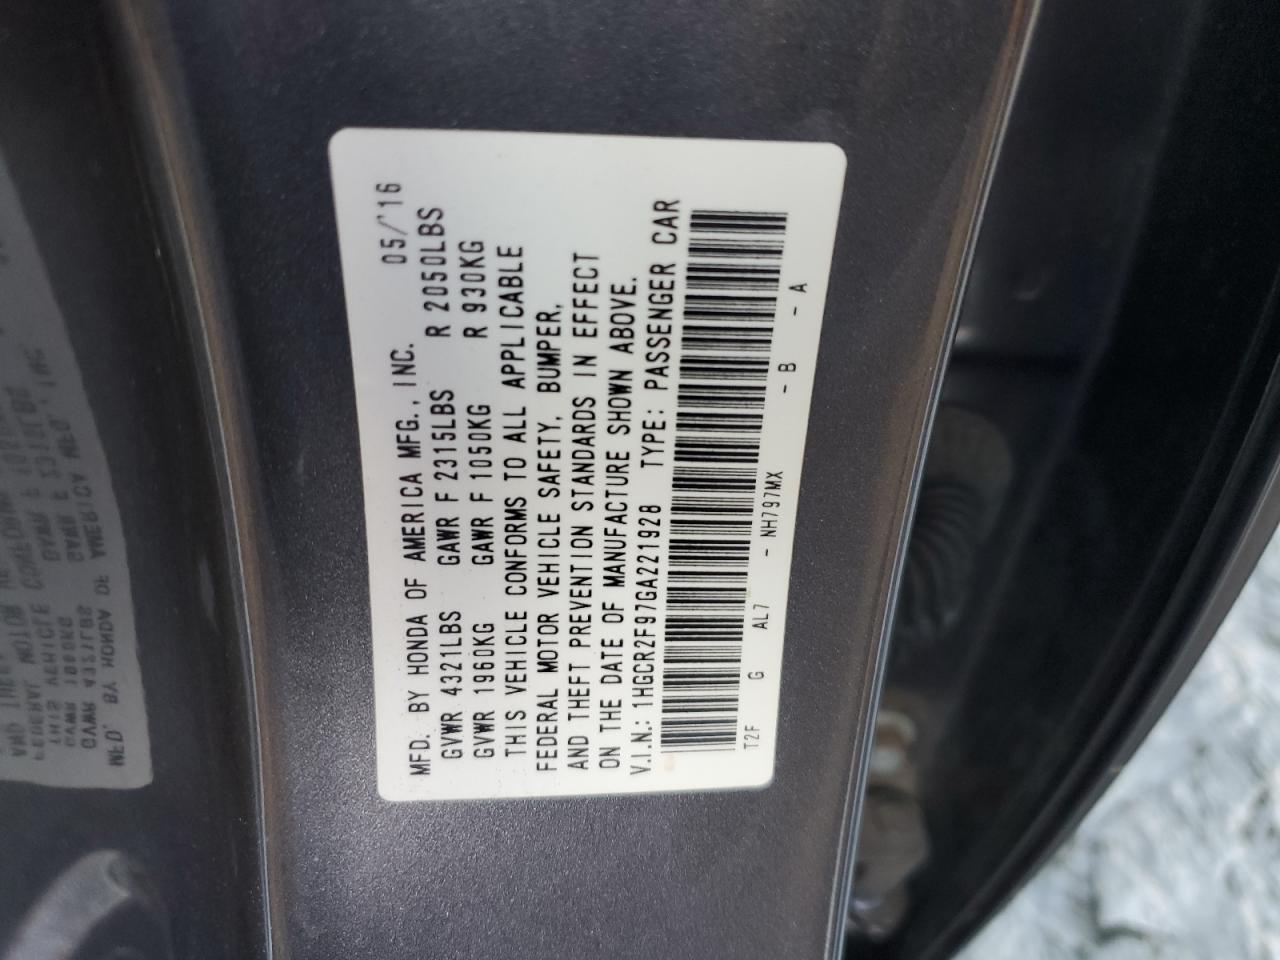 MFD. BY HONDA OF AMERICA MFG., INC. 05/'16
GVWR 4321LBS GAWR F 2315LBS R 2050LBS
GVWR 1960KG GAWR F 1050KG R 930KG
THIS VEHICLE CONFORMS TO ALL APPLICABLE
FEDERAL MOTOR VEHICLE SAFETY, BUMPER,
AND THEFT PREVENTION STANDARDS IN EFFECT
ON THE DATE OF MANUFACTURE SHOWN ABOVE.
V.I.N.: 1HGCR2F97GA221928 TYPE: PASSENGER CAR
T2F G AL7 - NH797MX - B - A